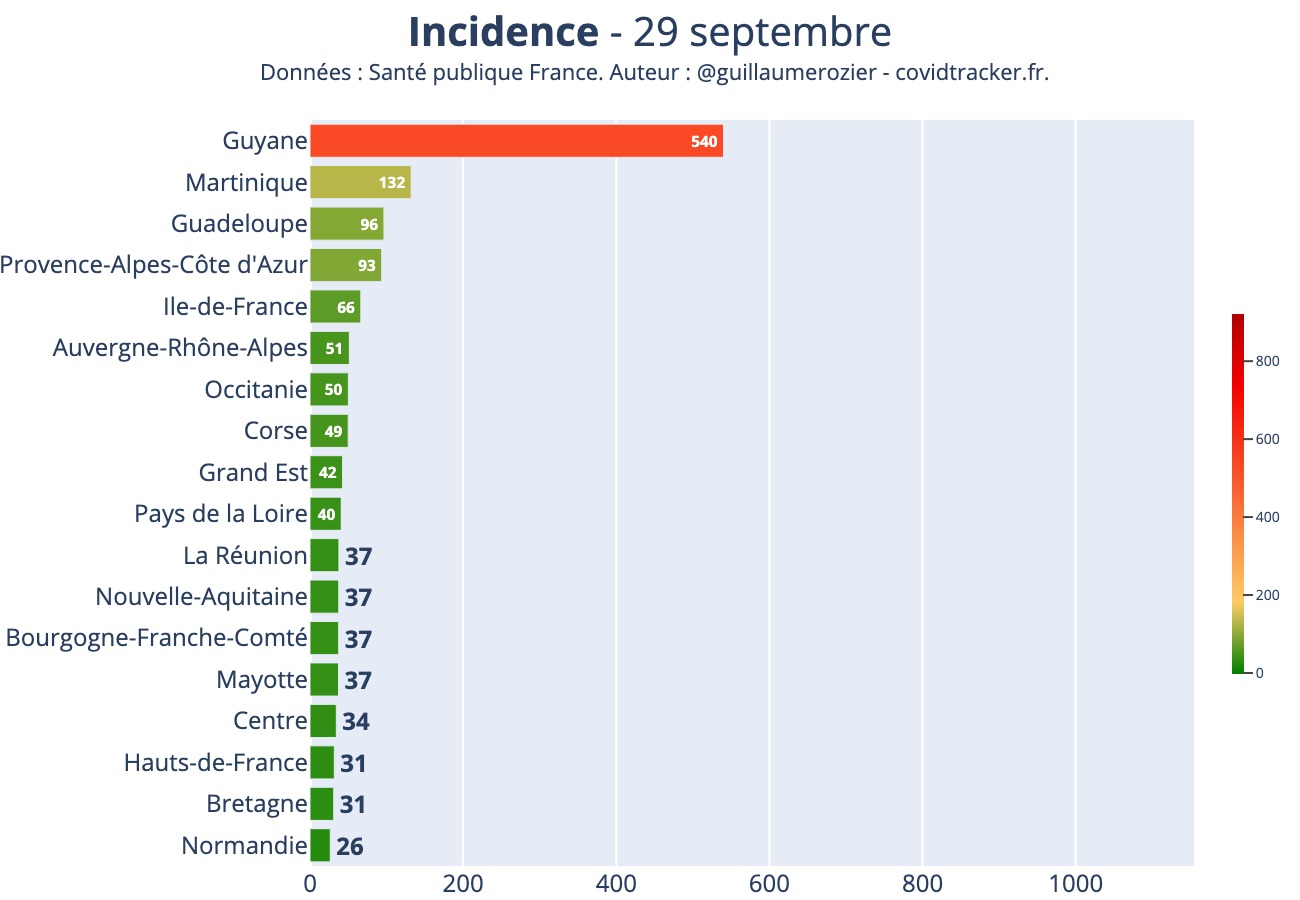 Incidence - 29 septembre
Données : Santé publique France. Auteur : @guillaumerozier - covidtracker.fr.
Guyane 540
Martinique 132
Guadeloupe 96
Provence-Alpes-Côte d'Azur 93
Ile-de-France 66
Auvergne-Rhône-Alpes 51
Occitanie 50
Corse 49
Grand Est 42
Pays de la Loire 40
La Réunion 37
Nouvelle-Aquitaine 37
Bourgogne-Franche-Comté 37
Mayotte 37
Centre 34
Hauts-de-France 31
Bretagne 31
Normandie 26
0 200 400 600 800 1000
800
600
400
200
0